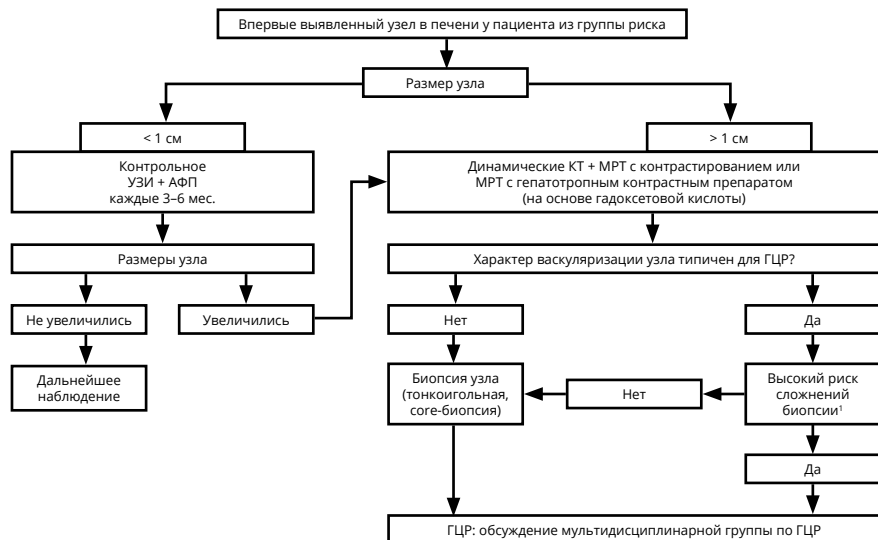 Впервые выявленный узел в печени у пациента из группы риска
Размер узла
< 1 см
> 1 см
Контрольное
УЗИ + АФП
каждые 3–6 мес.
Динамические КТ + МРТ с контрастированием или
МРТ с гепатотропным контрастным препаратом
(на основе гадоксетовой кислоты)
Размеры узла
Характер васкуляризации узла типичен для ГЦР?
Не увеличились
Увеличились
Нет
Да
Дальнейшее
наблюдение
Биопсия узла
(тонкоигольная,
core-биопсия)
Нет
Высокий риск
сложнений
биопсии¹
Да
ГЦР: обсуждение мультидисциплинарной группы по ГЦР